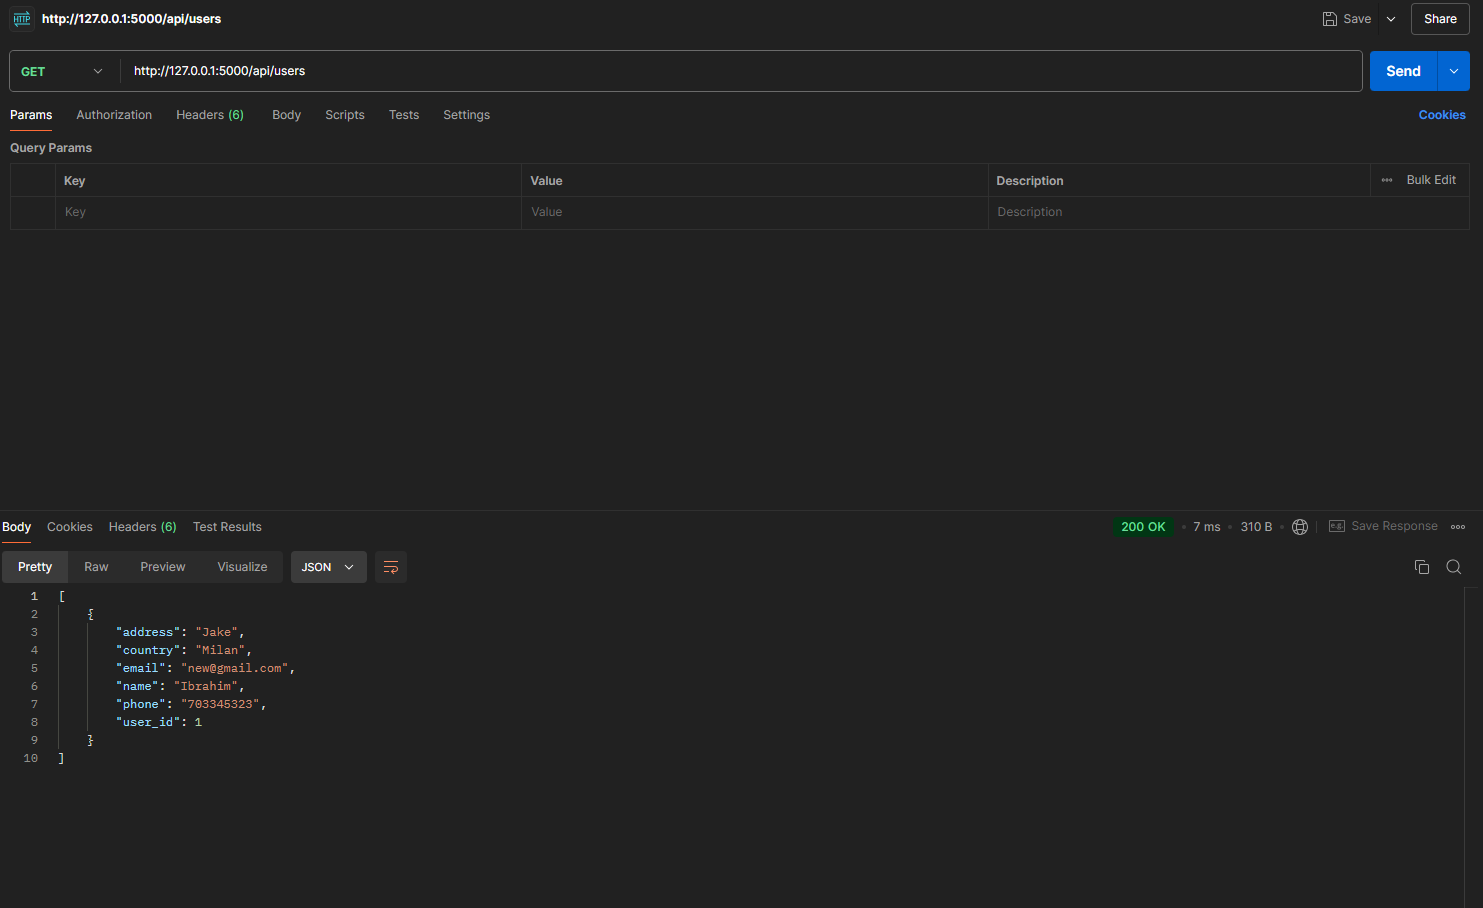 HTTP http://127.0.0.1:5000/api/users Save Share
GET http://127.0.0.1:5000/api/users Send
Params Authorization Headers (6) Body Scripts Tests Settings Cookies
Query Params
Key Value Description Bulk Edit
Key Value Description
Body Cookies Headers (6) Test Results 200 OK 7 ms 310 B e.g. Save Response
Pretty Raw Preview Visualize JSON
1 [
2 {
3 "address": "Jake",
4 "country": "Milan",
5 "email": "new@gmail.com",
6 "name": "Ibrahim",
7 "phone": "703345323",
8 "user_id": 1
9 }
10 ]